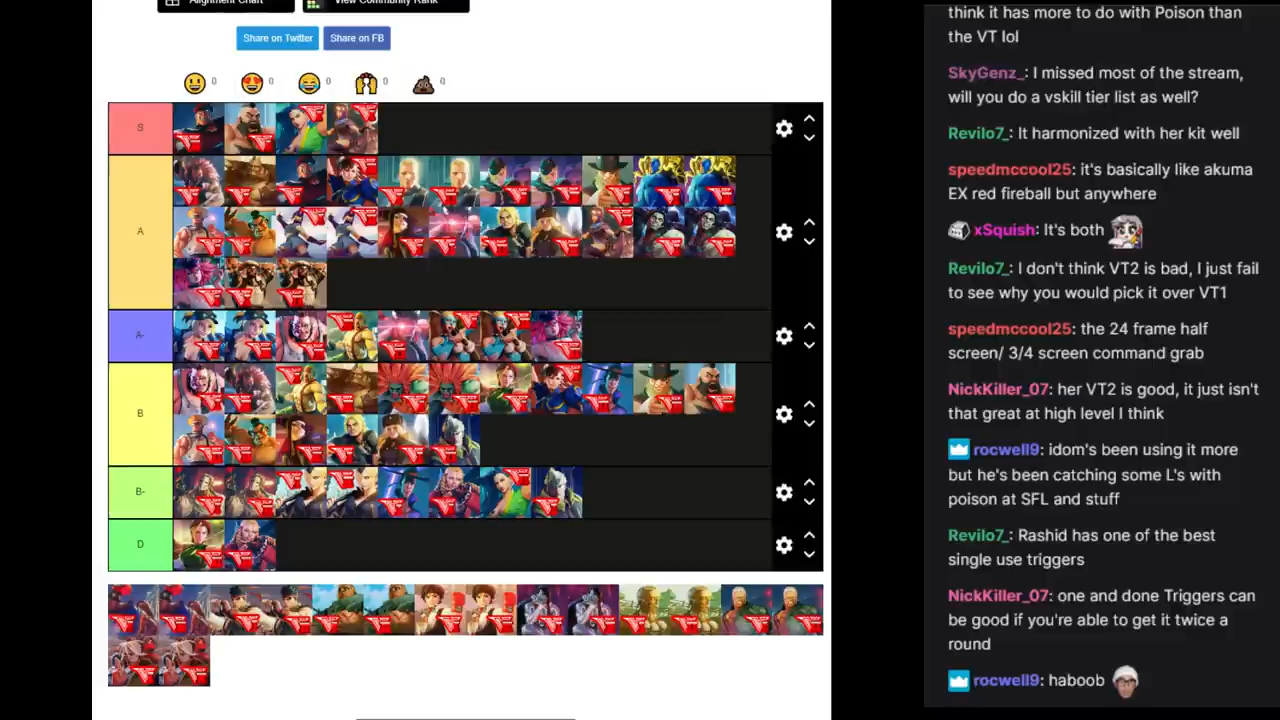 Alignment Chart
View Community Rank
Share on Twitter
Share on FB
0
0
0
0
0
S
A
A-
B
B-
D
think it has more to do with Poison than
the VT lol
SkyGenz_: I missed most of the stream,
will you do a vskill tier list as well?
Revilo7_: It harmonized with her kit well
speedmccool25: it's basically like akuma
EX red fireball but anywhere
xSquish: It's both
Revilo7_: I don't think VT2 is bad, I just fail
to see why you would pick it over VT1
speedmccool25: the 24 frame half
screen/ 3/4 screen command grab
NickKiller_07: her VT2 is good, it just isn't
that great at high level I think
rocwell9: idom's been using it more
but he's been catching some L's with
poison at SFL and stuff
Revilo7_: Rashid has one of the best
single use triggers
NickKiller_07: one and done Triggers can
be good if you're able to get it twice a
round
rocwell9: haboob